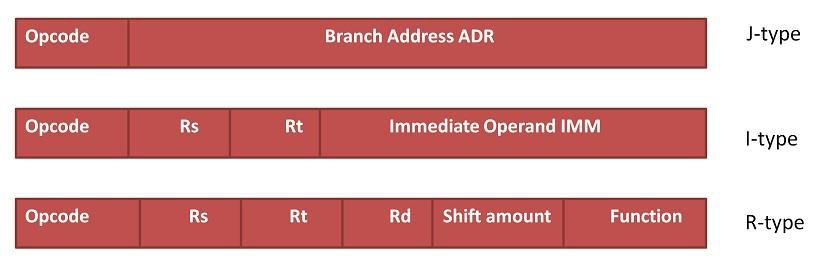 Opcode Branch Address ADR J-type
Opcode Rs Rt Immediate Operand IMM I-type
Opcode Rs Rt Rd Shift amount Function R-type